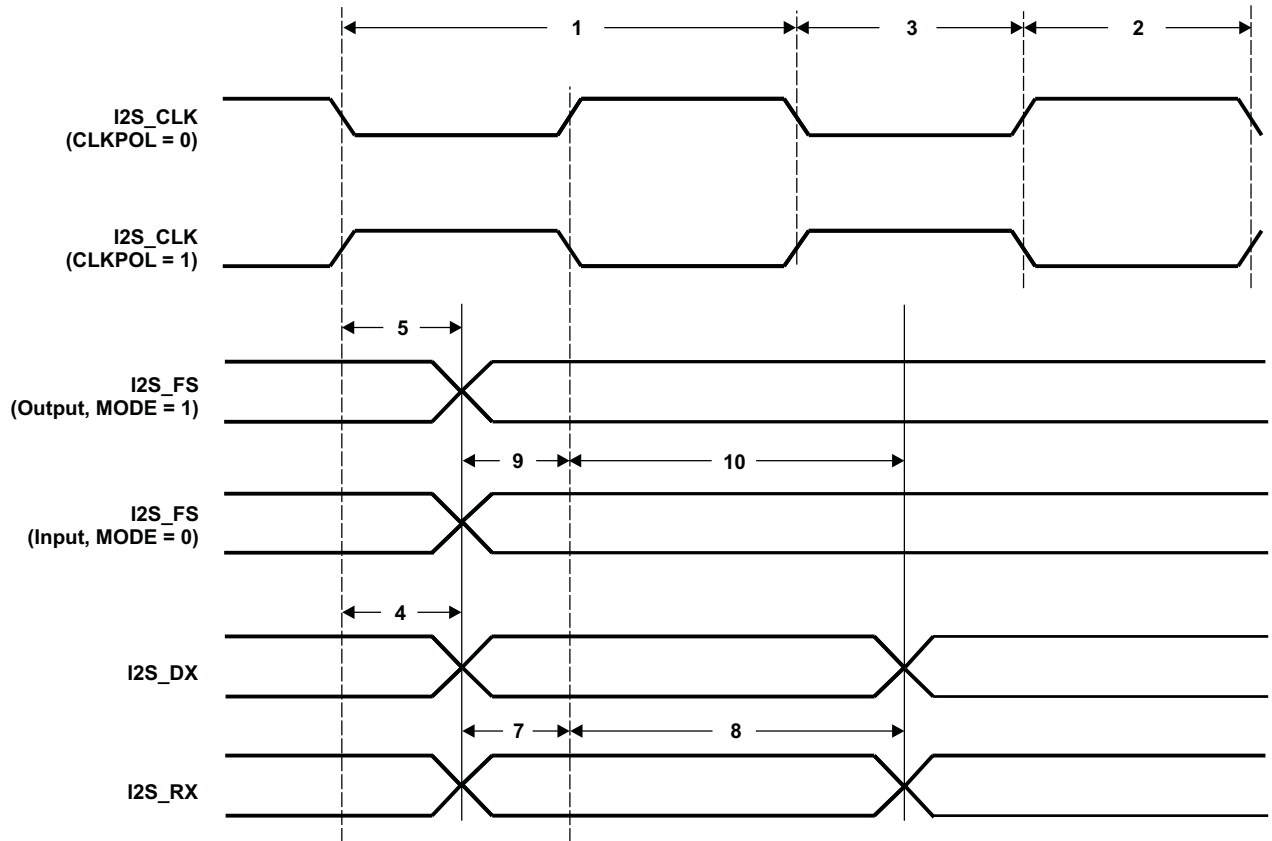 1
3
2
I2S_CLK
(CLKPOL = 0)
I2S_CLK
(CLKPOL = 1)
5
I2S_FS
(Output, MODE = 1)
9
10
I2S_FS
(Input, MODE = 0)
4
I2S_DX
7
8
I2S_RX